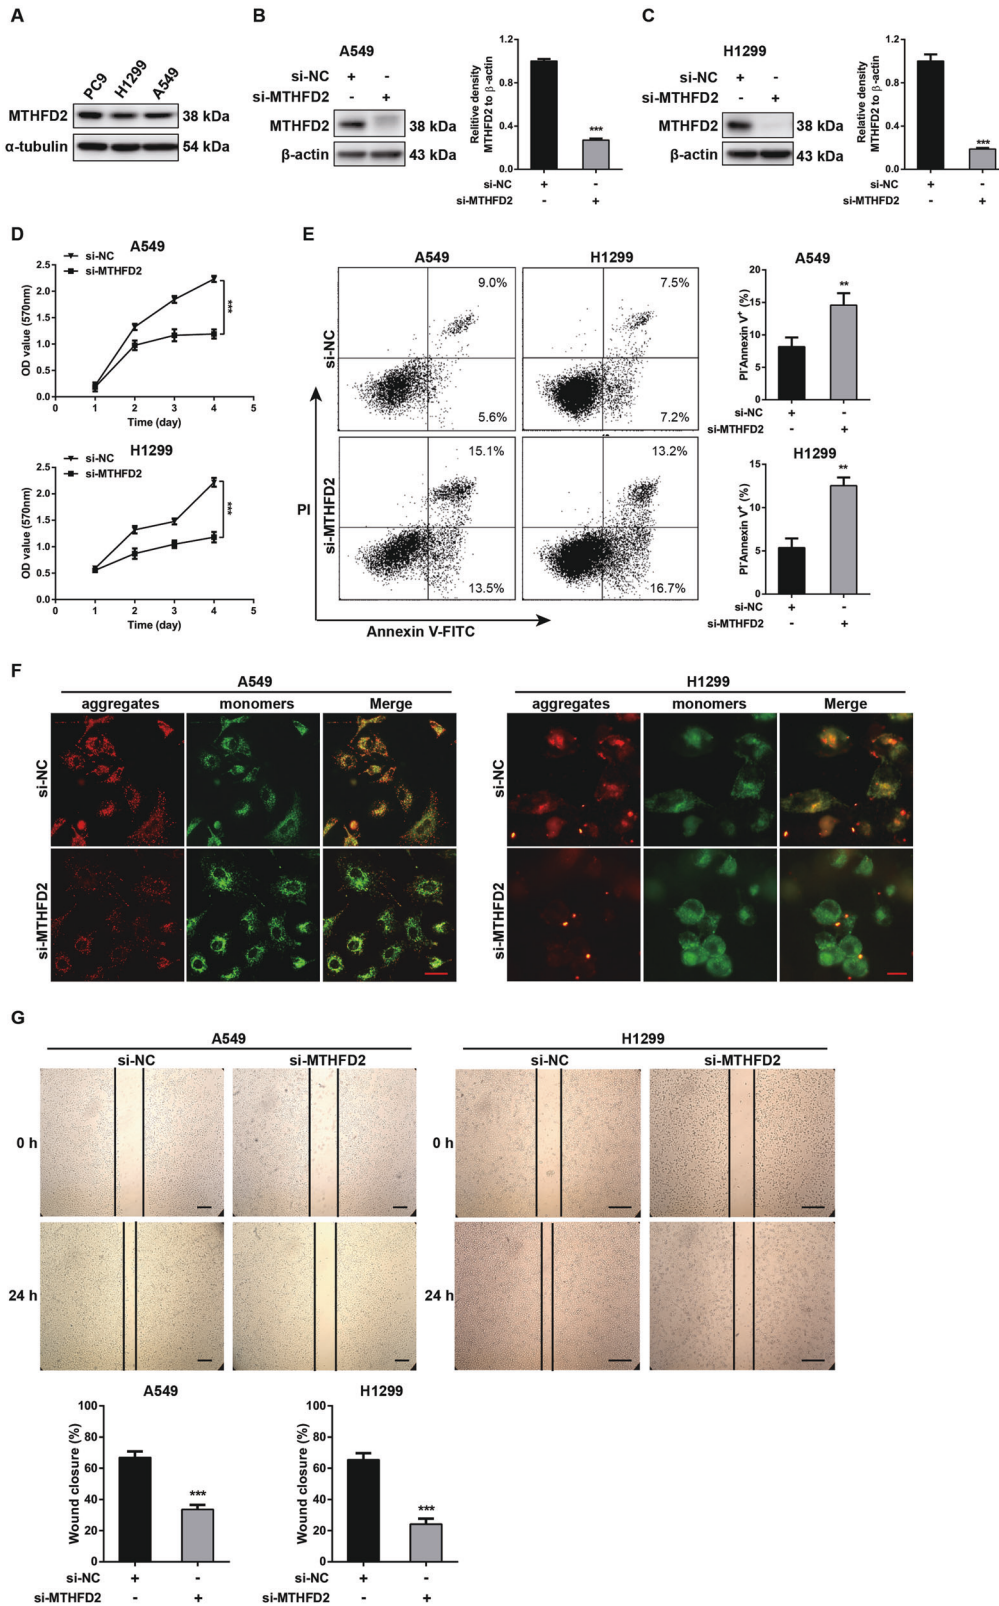 A
PC9
H1299
A549
MTHFD2
38 kDa
α-tubulin
54 kDa
B
A549
si-NC + -
si-MTHFD2 - +
MTHFD2
38 kDa
β-actin
43 kDa
Relitive density
MTHFD2 to β-actin
1.2
0.8
0.4
0.0
***
si-NC + -
si-MTHFD2 - +
C
H1299
si-NC + -
si-MTHFD2 - +
MTHFD2
38 kDa
β-actin
43 kDa
Relative density
MTHFD2 to β-actin
1.2
0.8
0.4
0.0
***
si-NC + -
si-MTHFD2 - +
D
A549
si-NC
si-MTHFD2
OD value (570nm)
2.5
2.0
1.5
1.0
0.5
0.0
***
0 1 2 3 4 5
Time (day)
H1299
si-NC
si-MTHFD2
OD value (570nm)
2.5
2.0
1.5
1.0
0.5
0.0
***
0 1 2 3 4 5
Time (day)
E
A549
H1299
si-NC
9.0%
5.6%
7.5%
7.2%
si-MTHFD2
15.1%
13.5%
13.2%
16.7%
PI
Annexin V-FITC
A549
PI⁻Annexin V⁺ (%)
20
15
10
5
0
**
si-NC + -
si-MTHFD2 - +
H1299
PI⁻Annexin V⁺ (%)
15
10
5
0
**
si-NC + -
si-MTHFD2 - +
F
A549
aggregates monomers Merge
si-NC
si-MTHFD2
H1299
aggregates monomers Merge
si-NC
si-MTHFD2
G
A549
si-NC si-MTHFD2
0 h
24 h
H1299
si-NC si-MTHFD2
0 h
24 h
A549
Wound closure (%)
100
80
60
40
20
0
***
si-NC + -
si-MTHFD2 - +
H1299
Wound closure (%)
100
80
60
40
20
0
***
si-NC + -
si-MTHFD2 - +